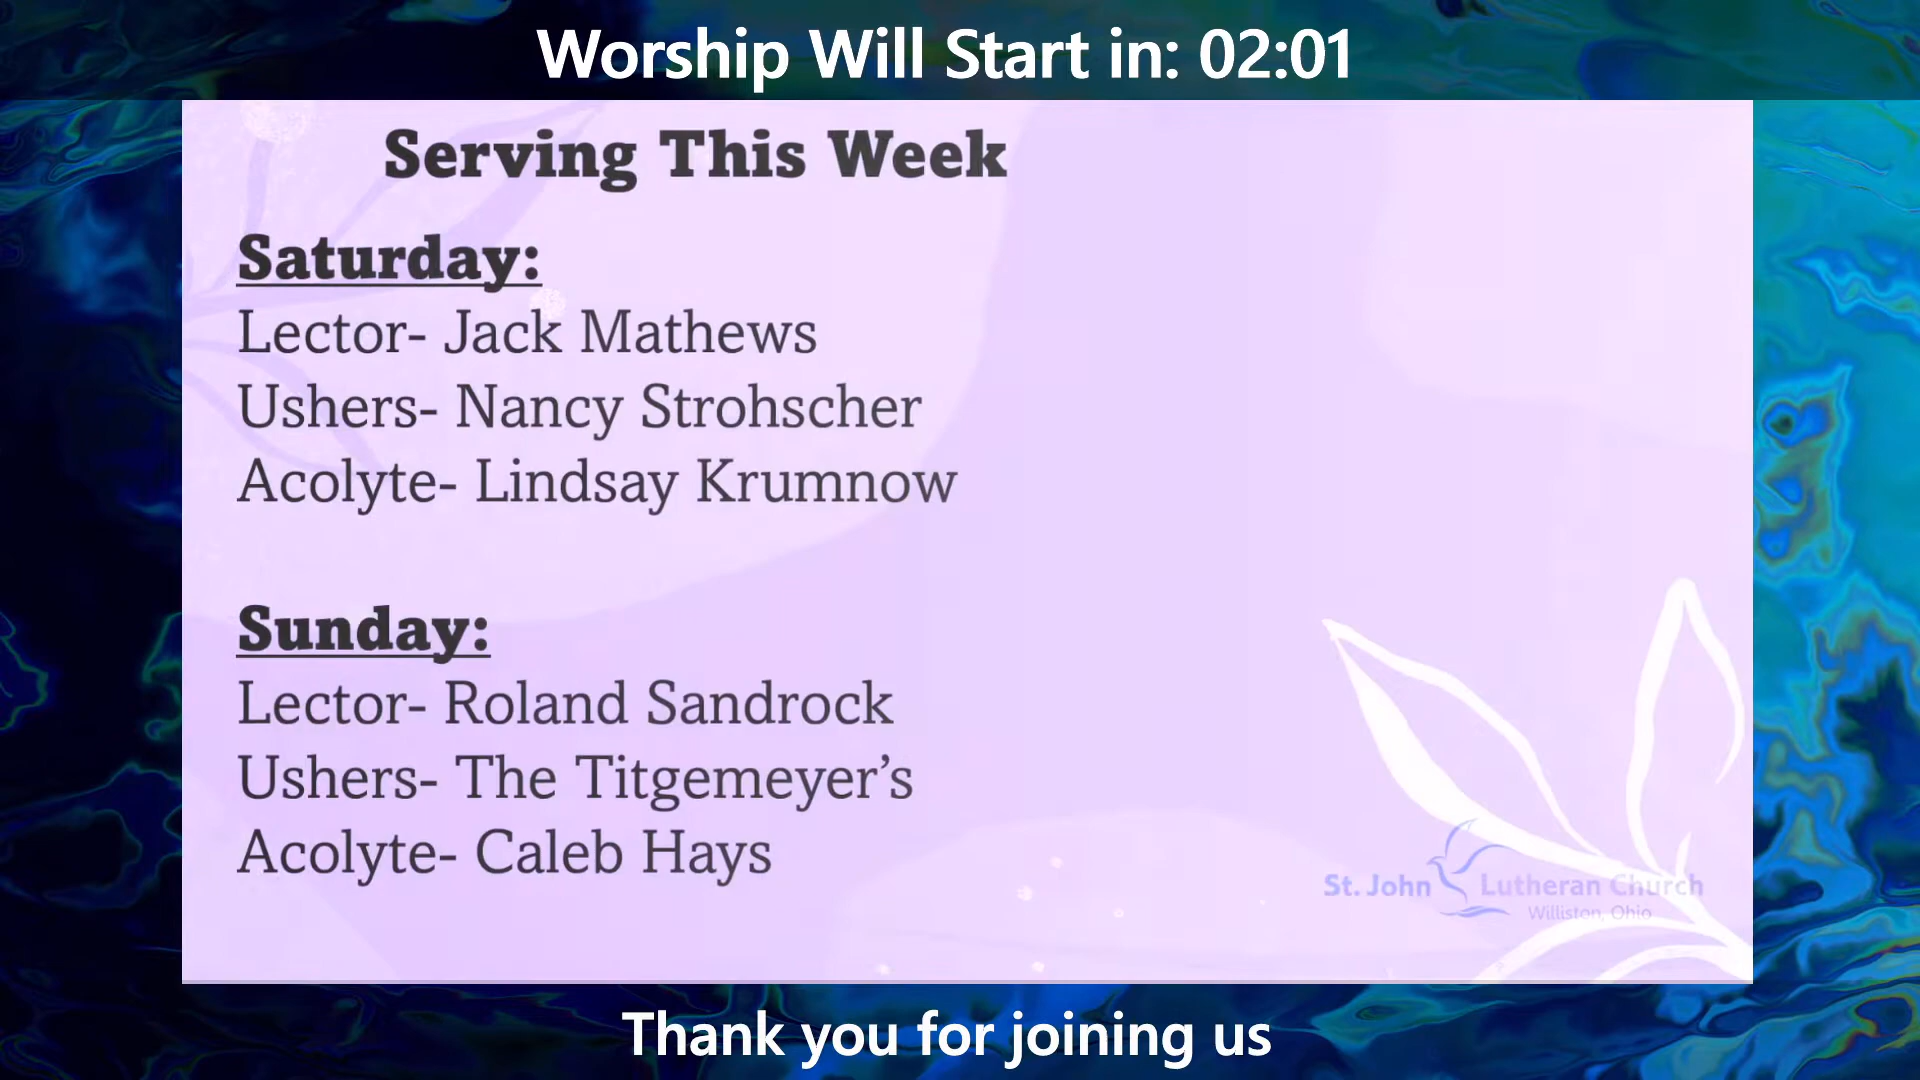 Worship Will Start in: 02:01
Serving This Week
Saturday:
Lector- Jack Mathews
Ushers- Nancy Strohscher
Acolyte- Lindsay Krumnow
Sunday:
Lector- Roland Sandrock
Ushers- The Titgemeyer’s
Acolyte- Caleb Hays
St. John Lutheran Church
Williston, Ohio
Thank you for joining us